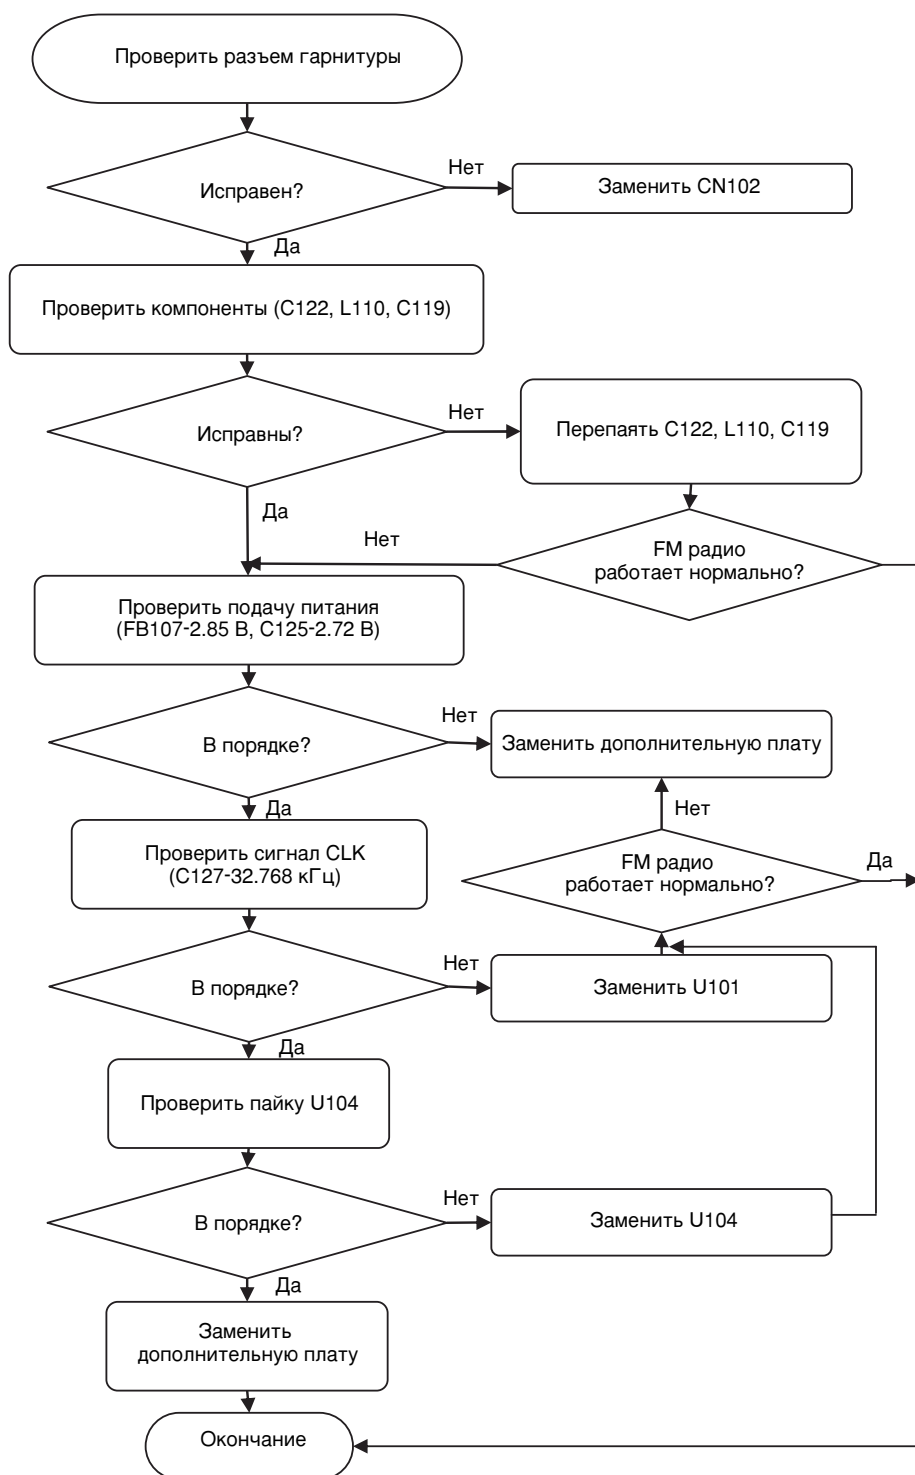 Проверить разъем гарнитуры
Нет
Исправен?
Заменить CN102
Да
Проверить компоненты (C122, L110, C119)
Нет
Исправны?
Перепаять C122, L110, C119
Да
Нет
FM радио
работает нормально?
Проверить подачу питания
(FB107-2.85 В, C125-2.72 В)
Нет
В порядке?
Заменить дополнительную плату
Да
Нет
Проверить сигнал CLK
(C127-32.768 кГц)
FM радио
работает нормально?
Да
Нет
В порядке?
Заменить U101
Да
Проверить пайку U104
Нет
В порядке?
Заменить U104
Да
Заменить
дополнительную плату
Окончание